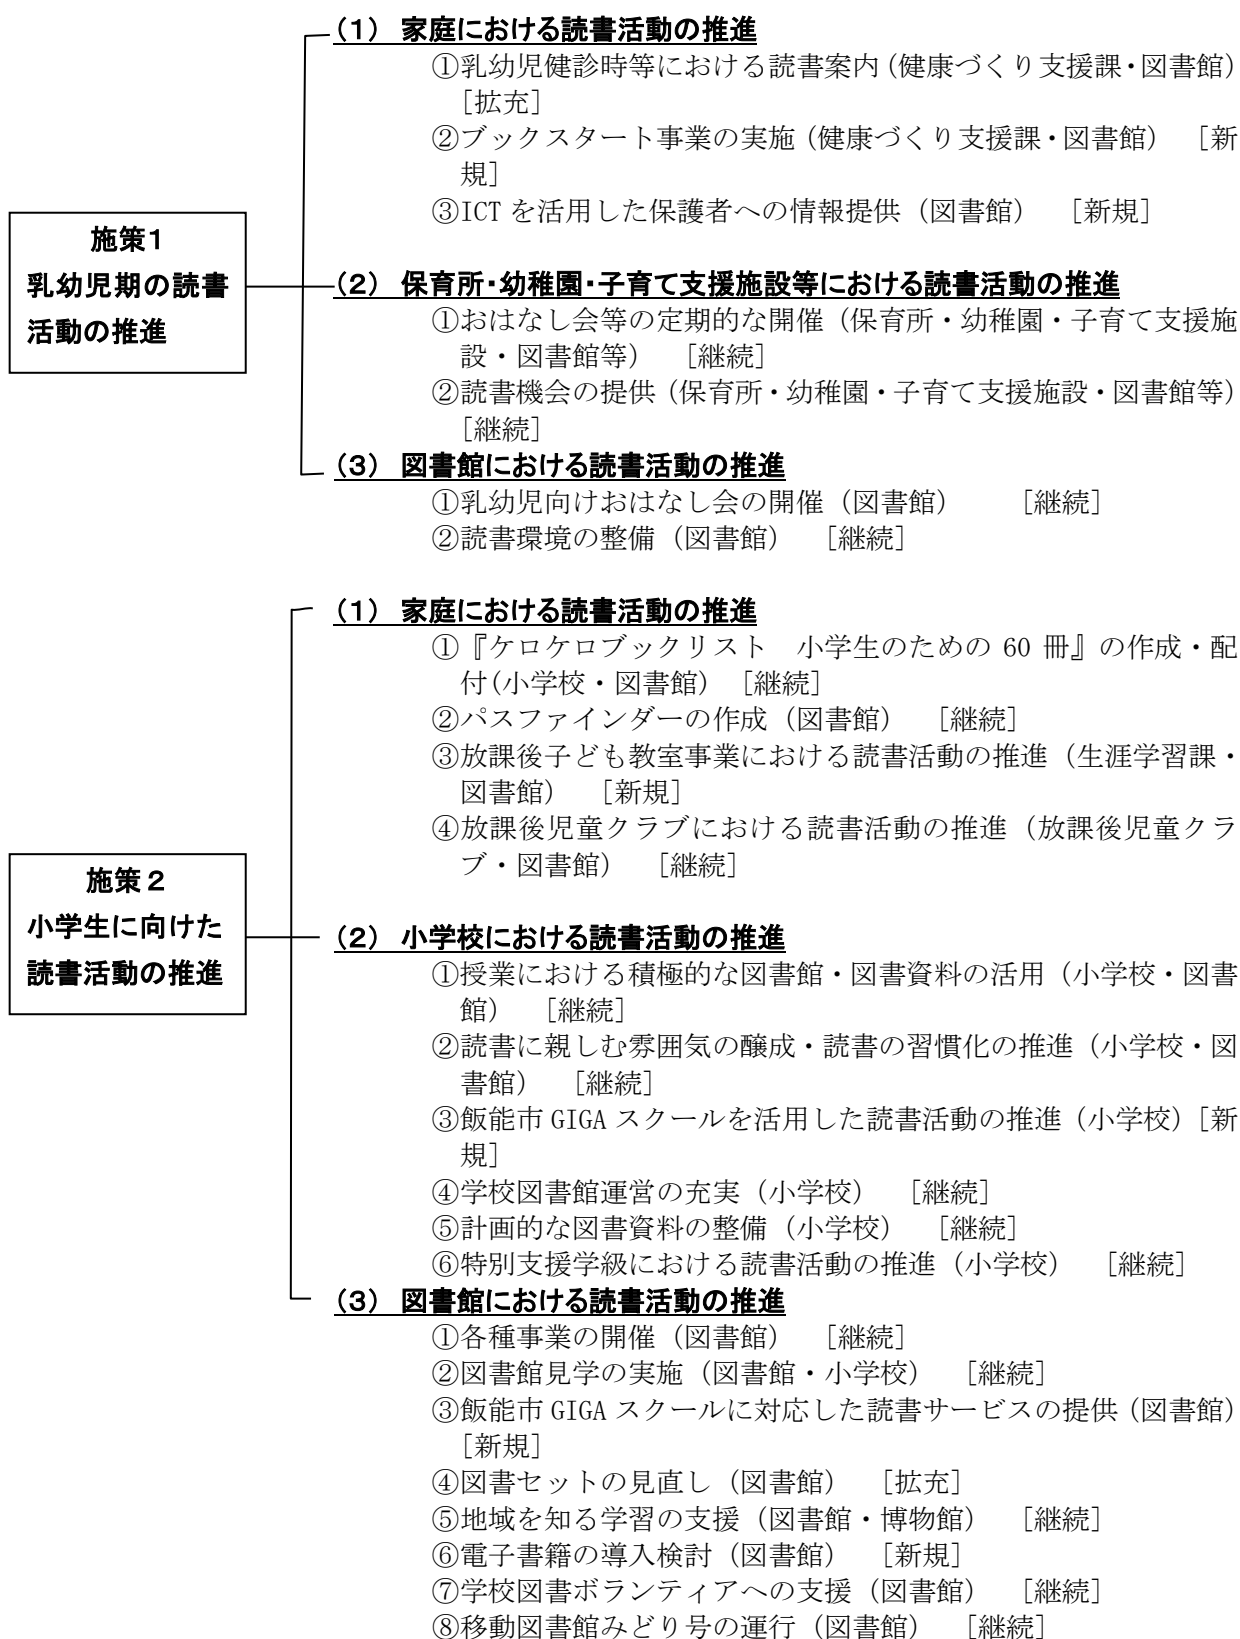 (1) 家庭における読書活動の推進
①乳幼児健診時等における読書案内(健康づくり支援課・図書館)
[拡充]
②ブックスタート事業の実施(健康づくり支援課・図書館) [新
規]
③ICTを活用した保護者への情報提供(図書館) [新規]
施策1
乳幼児期の読書
活動の推進
(2) 保育所・幼稚園・子育て支援施設等における読書活動の推進
①おはなし会等の定期的な開催(保育所・幼稚園・子育て支援施
設・図書館等) [継続]
②読書機会の提供(保育所・幼稚園・子育て支援施設・図書館等)
[継続]
(3) 図書館における読書活動の推進
①乳幼児向けおはなし会の開催(図書館) [継続]
②読書環境の整備(図書館) [継続]
(1) 家庭における読書活動の推進
①『ケロケロブックリスト 小学生のための 60 冊』の作成・配
付(小学校・図書館) [継続]
②パスファインダーの作成(図書館) [継続]
③放課後子ども教室事業における読書活動の推進(生涯学習課・
図書館) [新規]
④放課後児童クラブにおける読書活動の推進(放課後児童クラ
ブ・図書館) [継続]
施策2
小学生に向けた
読書活動の推進
(2) 小学校における読書活動の推進
①授業における積極的な図書館・図書資料の活用(小学校・図書
館) [継続]
②読書に親しむ雰囲気の醸成・読書の習慣化の推進(小学校・図
書館) [継続]
③飯能市 GIGA スクールを活用した読書活動の推進(小学校)[新
規]
④学校図書館運営の充実(小学校) [継続]
⑤計画的な図書資料の整備(小学校) [継続]
⑥特別支援学級における読書活動の推進(小学校) [継続]
(3) 図書館における読書活動の推進
①各種事業の開催(図書館) [継続]
②図書館見学の実施(図書館・小学校) [継続]
③飯能市 GIGA スクールに対応した読書サービスの提供(図書館)
[新規]
④図書セットの見直し(図書館) [拡充]
⑤地域を知る学習の支援(図書館・博物館) [継続]
⑥電子書籍の導入検討(図書館) [新規]
⑦学校図書ボランティアへの支援(図書館) [継続]
⑧移動図書館みどり号の運行(図書館) [継続]